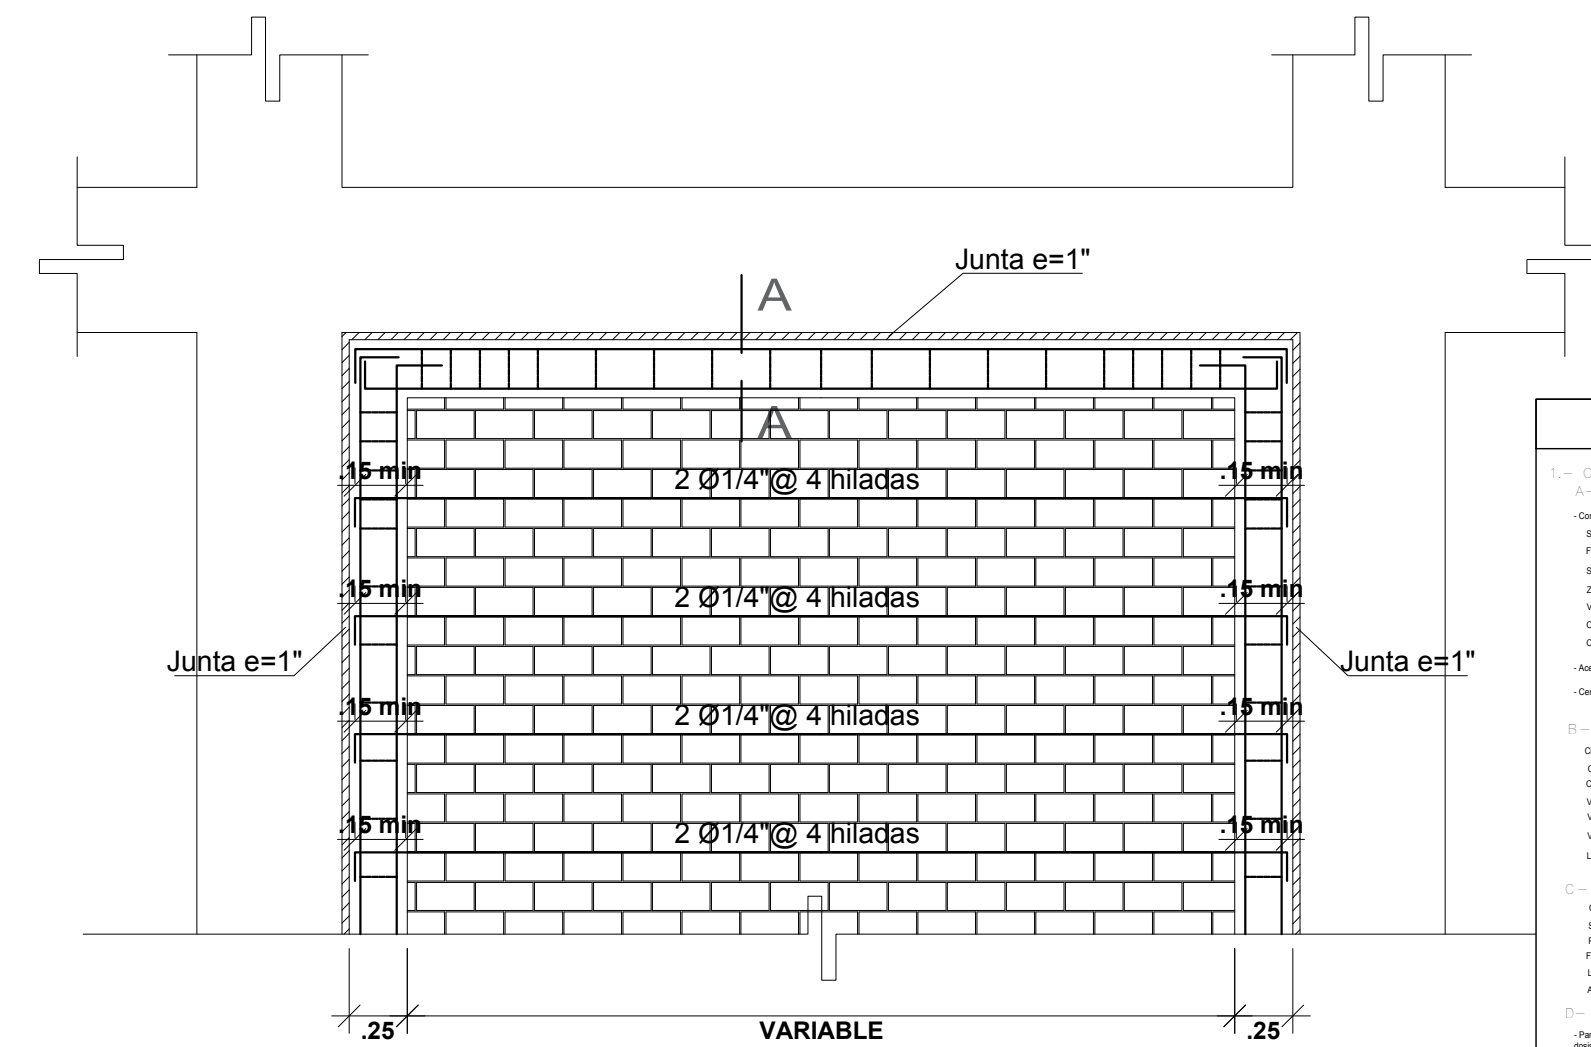 Junta e=1"
A
A
.15 min
2 Ø1/4"@ 4 hiladas
.15 min
.15 min
2 Ø1/4"@ 4 hiladas
.15 min
Junta e=1"
Junta e=1"
.15 min
2 Ø1/4"@ 4 hiladas
.15 min
.15 min
2 Ø1/4"@ 4 hiladas
.15 min
.25
VARIABLE
.25
1.-
A-
B-
C-
D-